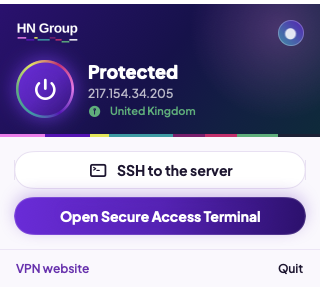 HN Group
Protected
217.154.34.205
United Kingdom
SSH to the server
Open Secure Access Terminal
VPN website
Quit